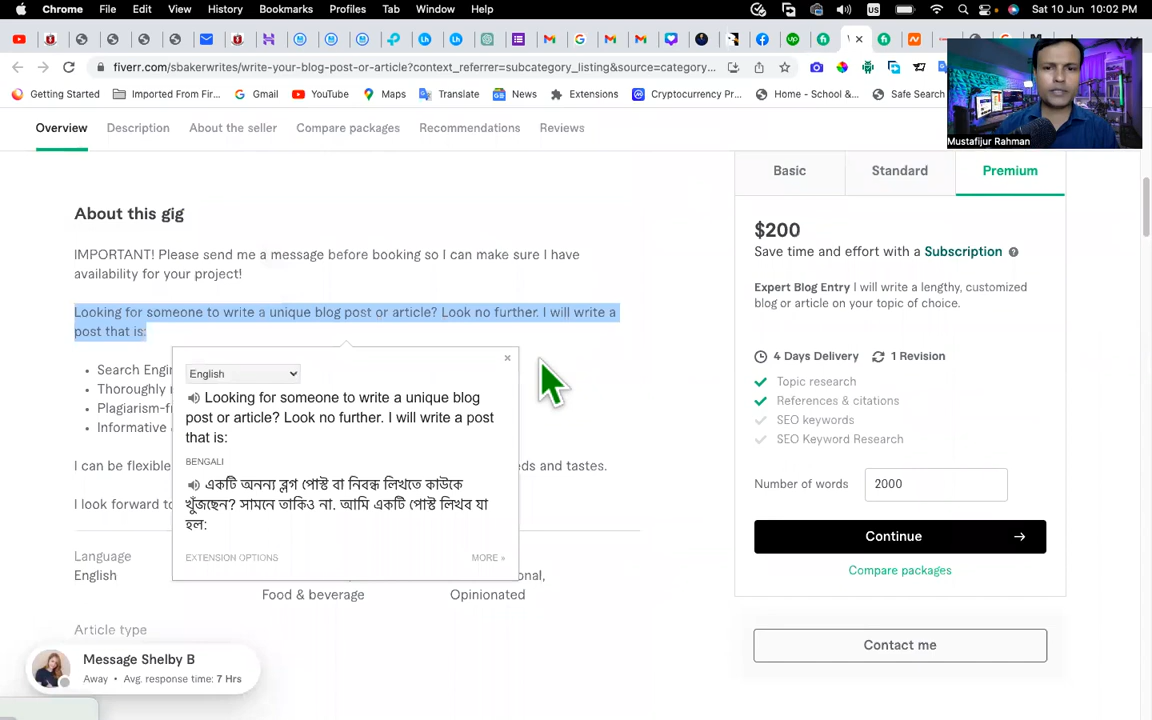 Chrome File Edit View History Bookmarks Profiles Tab Window Help
US Sat 10 Jun 10:02 PM
fiverr.com/sbakerwrites/write-your-blog-post-or-article?context_referrer=subcategory_listing&source=category...
Getting Started Imported From Fir... Gmail YouTube Maps Translate News Extensions Cryptocurrency Pr... Home - School &... Safe Search
Mustafijur Rahman
Overview Description About the seller Compare packages Recommendations Reviews
Basic Standard Premium
About this gig
IMPORTANT! Please send me a message before booking so I can make sure I have
availability for your project!
Looking for someone to write a unique blog post or article? Look no further. I will write a
post that is:
• Search Engi
• Thoroughly
• Plagiarism-fr
• Informative
I can be flexible
eds and tastes.
I look forward to
English
Looking for someone to write a unique blog
post or article? Look no further. I will write a post
that is:
BENGALI
একটি অনন্য ব্লগ পোস্ট বা নিবন্ধ লিখতে কাউকে
খুঁজছেন? সামনে তাকিও না. আমি একটি পোস্ট লিখব যা
হল:
EXTENSION OPTIONS MORE »
Language
English
onal,
Food & beverage
Opinionated
Article type
Message Shelby B
Away • Avg. response time: 7 Hrs
$200
Save time and effort with a Subscription
Expert Blog Entry I will write a lengthy, customized
blog or article on your topic of choice.
4 Days Delivery 1 Revision
Topic research
References & citations
SEO keywords
SEO Keyword Research
Number of words 2000
Continue
Compare packages
Contact me